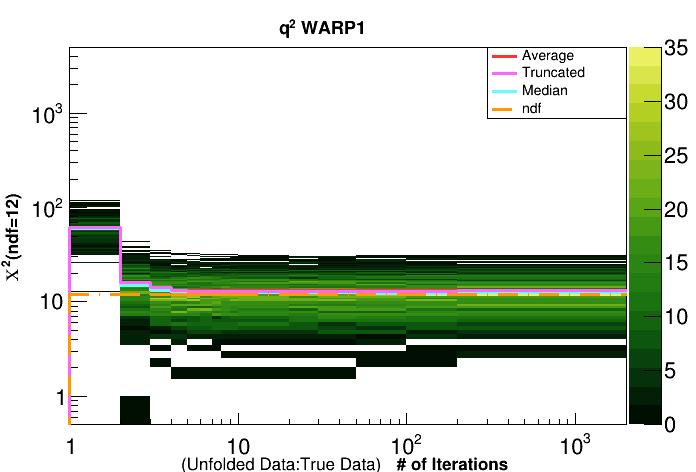 q² WARP1
Average
Truncated
Median
ndf
χ²(ndf=12)
10³
10²
10
1
35
30
25
20
15
10
5
0
1
10
10²
10³
(Unfolded Data:True Data) # of Iterations